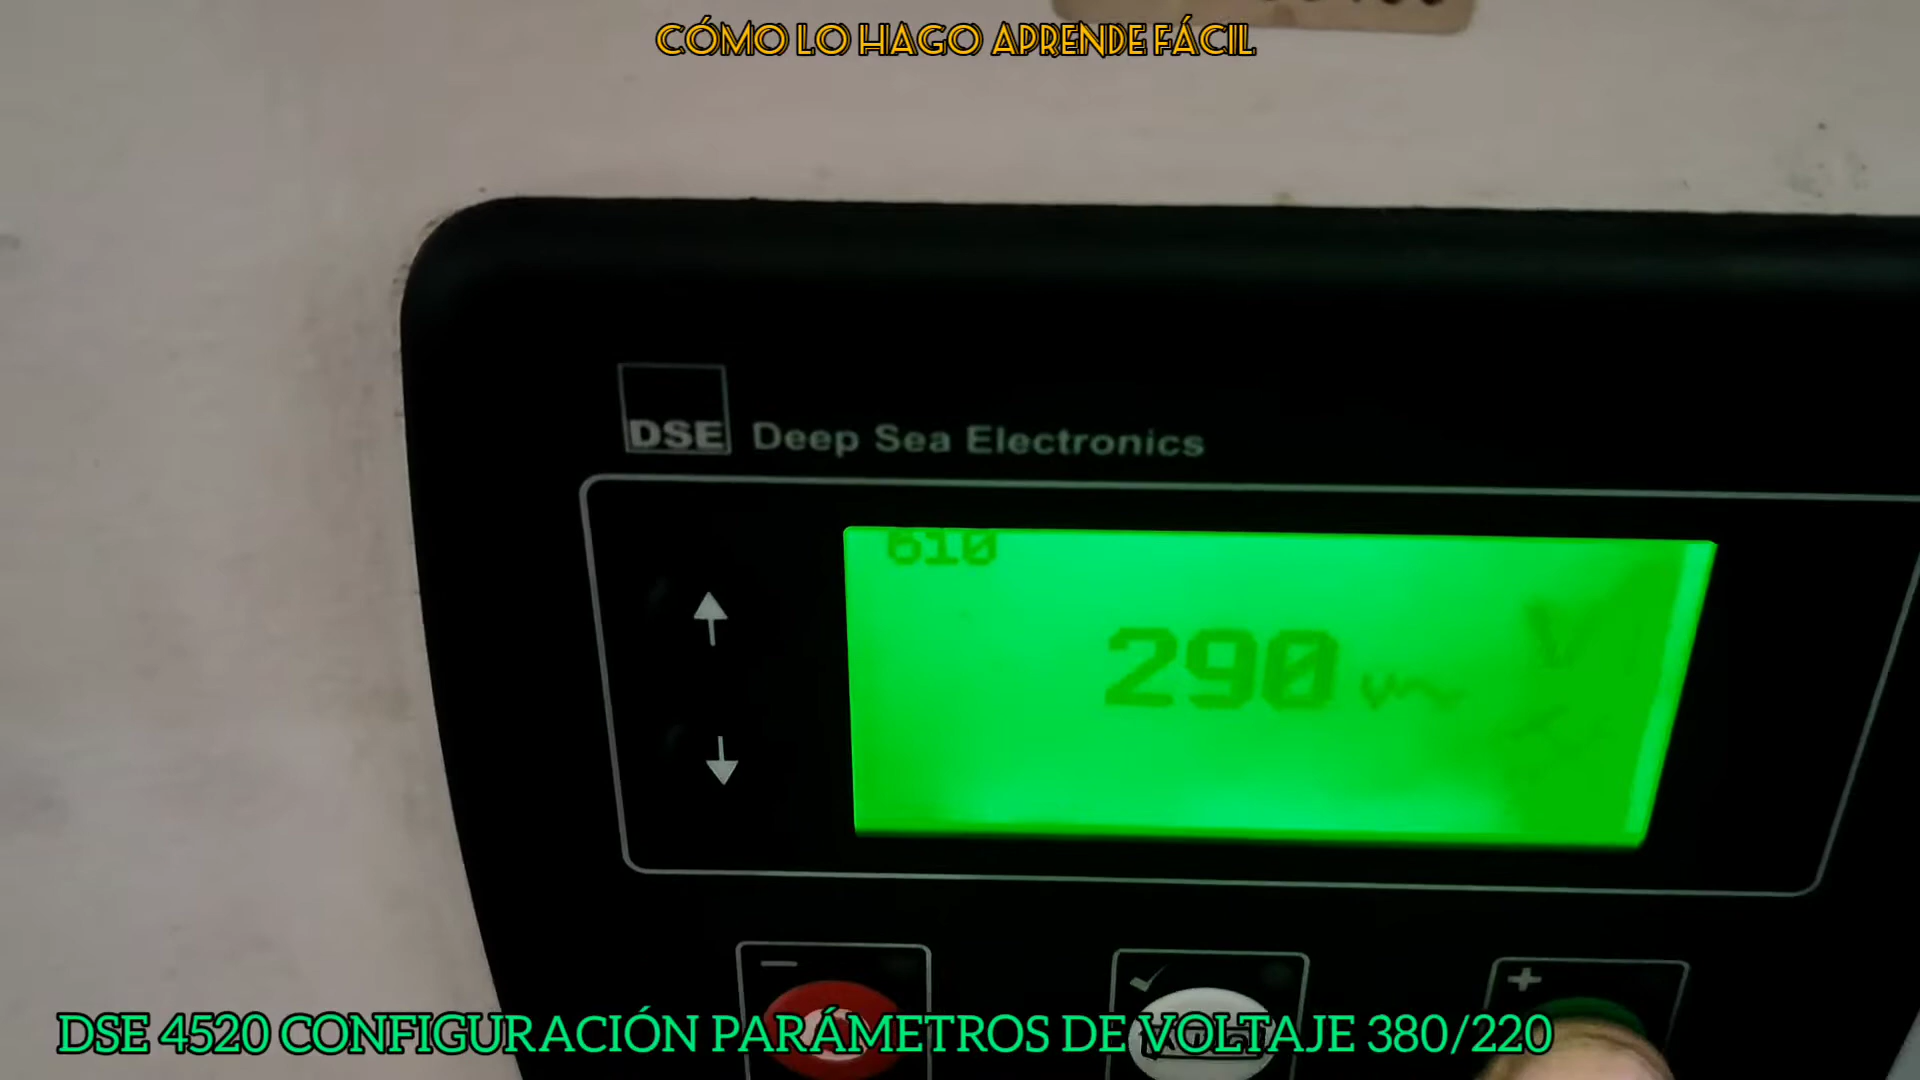 CÓMO LO HAGO APRENDE FÁCIL
DSE Deep Sea Electronics
610
290 V~
DSE 4520 CONFIGURACIÓN PARÁMETROS DE VOLTAJE 380/220